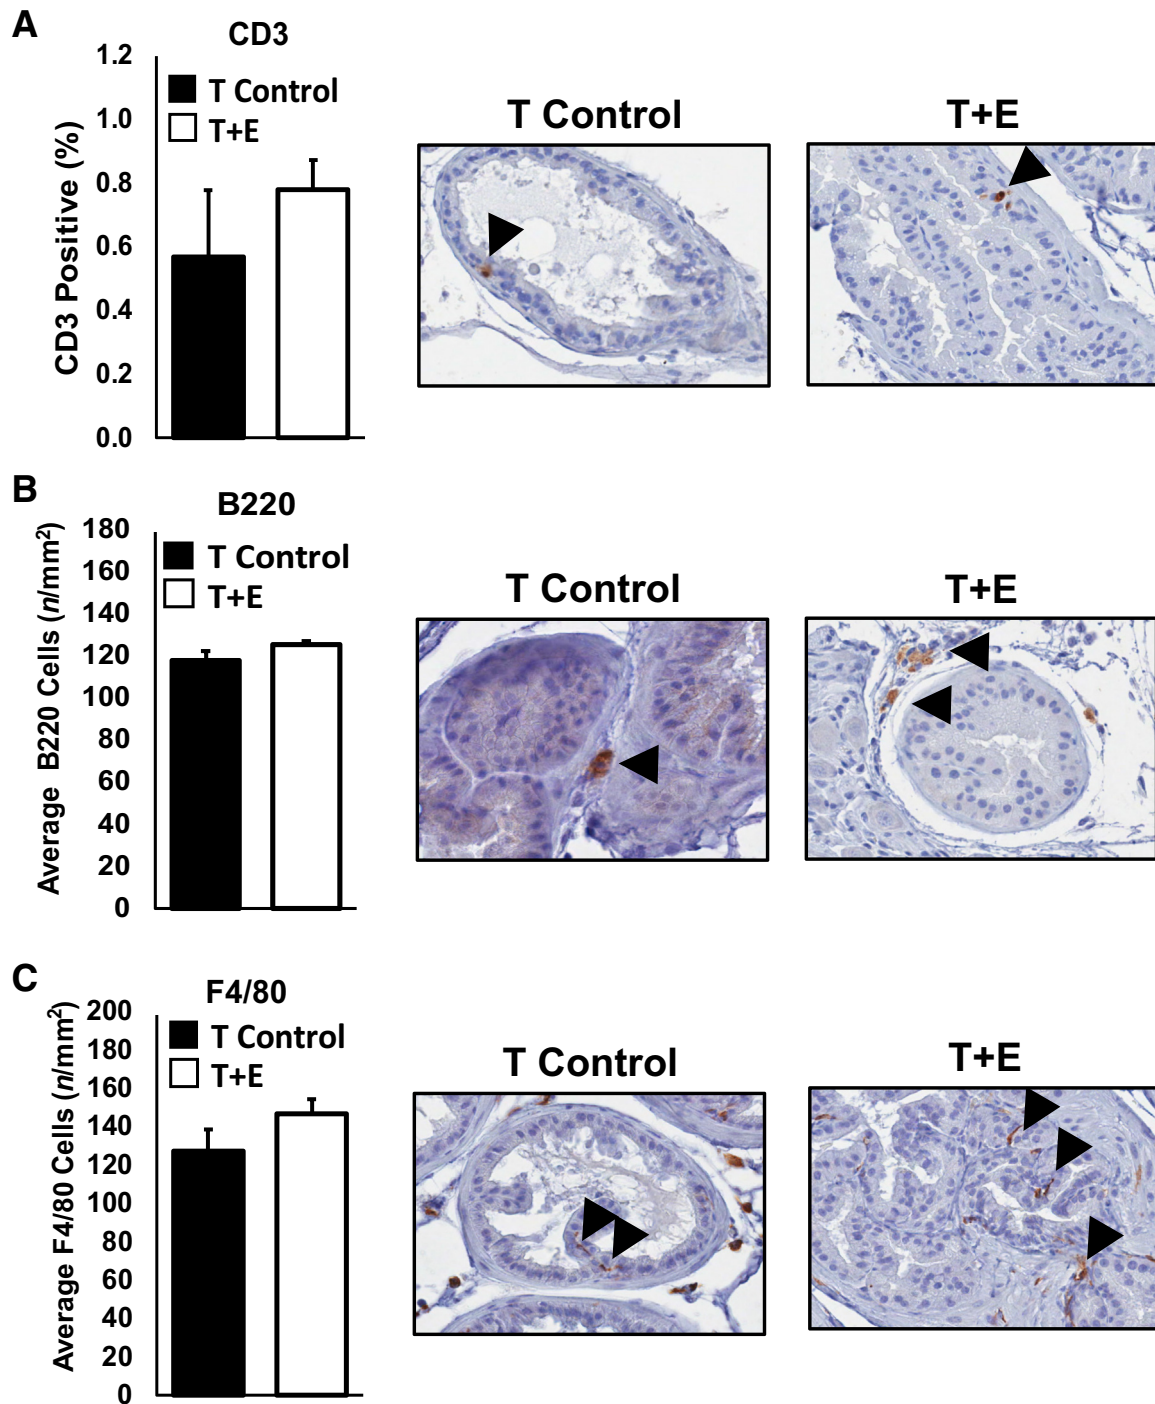 A
CD3
1.2
1.0
0.8
0.6
0.4
0.2
0.0
CD3 Positive (%)
T Control
T+E
T Control
T+E
B
B220
180
160
140
120
100
80
60
40
20
0
Average B220 Cells (n/mm²)
T Control
T+E
T Control
T+E
C
F4/80
200
180
160
140
120
100
80
60
40
20
0
Average F4/80 Cells (n/mm²)
T Control
T+E
T Control
T+E